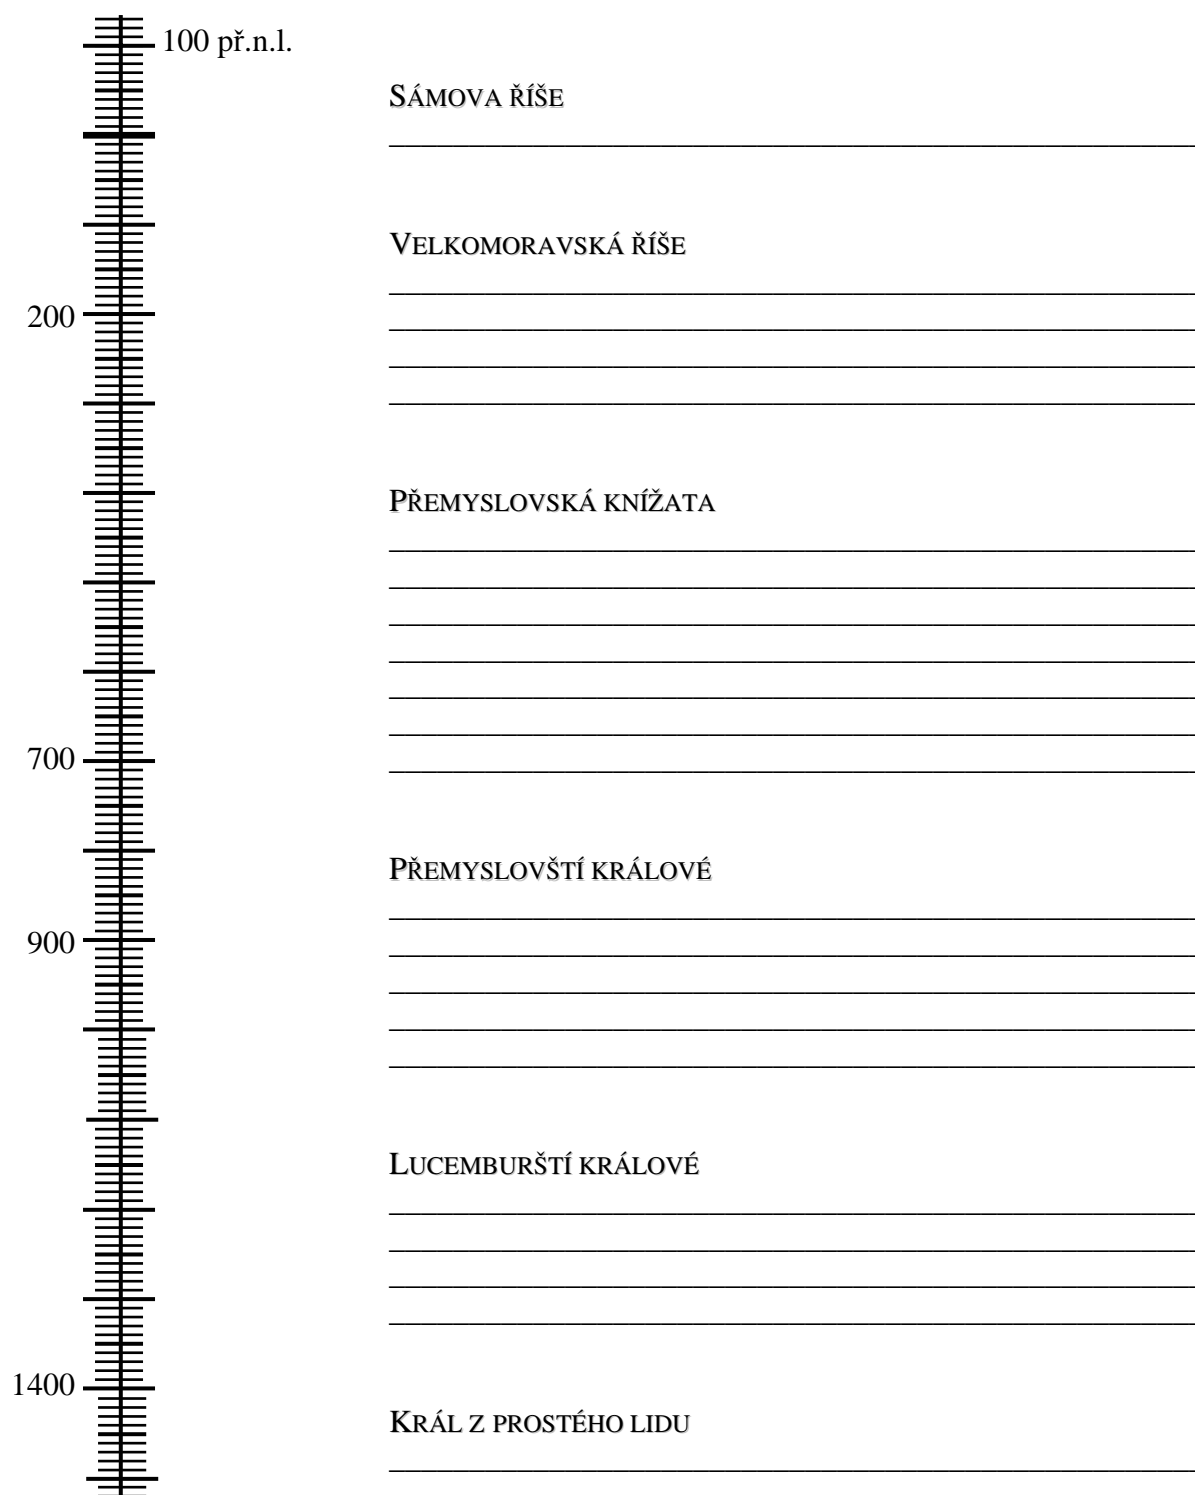 100 př.n.l.
SÁMOVA ŘÍŠE
VELKOMORAVSKÁ ŘÍŠE
200
PŘEMYSLOVSKÁ KNÍŽATA
700
PŘEMYSLOVŠTÍ KRÁLOVÉ
900
LUCEMBURŠTÍ KRÁLOVÉ
1400
KRÁL Z PROSTÉHO LIDU